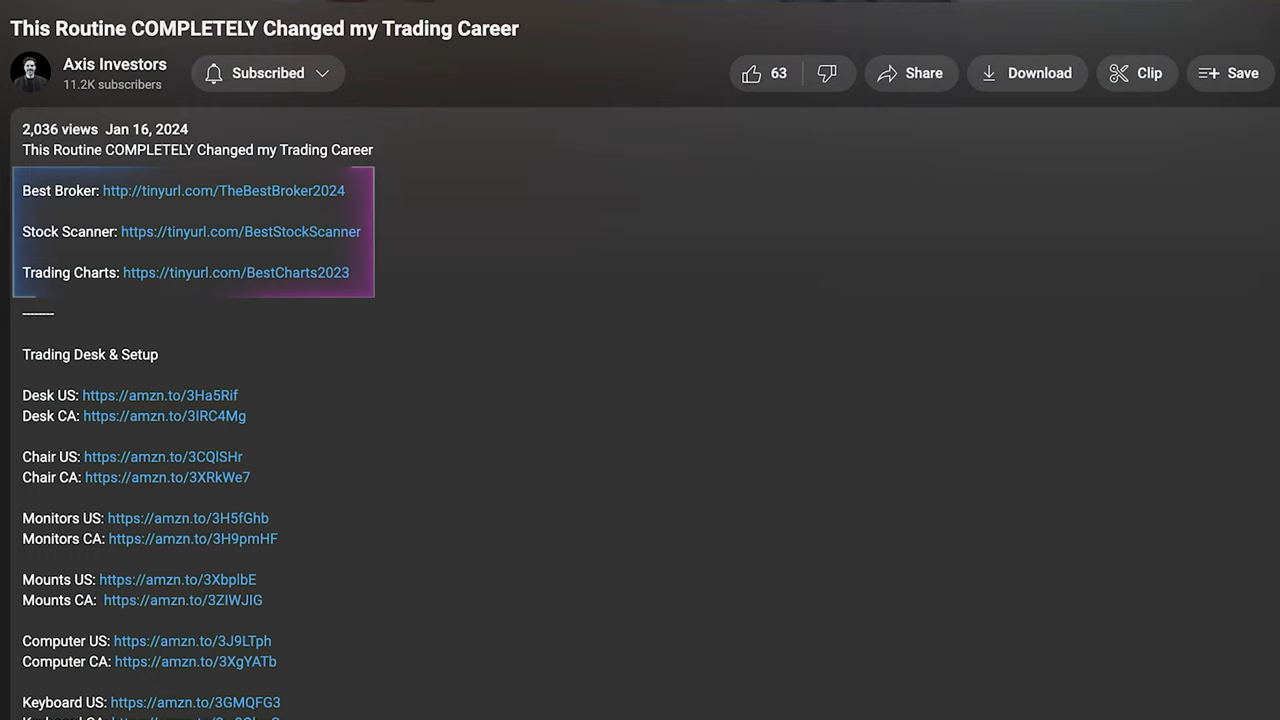 This Routine COMPLETELY Changed my Trading Career
Axis Investors
11.2K subscribers
Subscribed
63
Share
Download
Clip
Save
2,036 views Jan 16, 2024
This Routine COMPLETELY Changed my Trading Career
Best Broker: http://tinyurl.com/TheBestBroker2024
Stock Scanner: https://tinyurl.com/BestStockScanner
Trading Charts: https://tinyurl.com/BestCharts2023
--------
Trading Desk & Setup
Desk US: https://amzn.to/3Ha5Rif
Desk CA: https://amzn.to/3IRC4Mg
Chair US: https://amzn.to/3CQlSHr
Chair CA: https://amzn.to/3XRkWe7
Monitors US: https://amzn.to/3H5fGhb
Monitors CA: https://amzn.to/3H9pmHF
Mounts US: https://amzn.to/3XbplbE
Mounts CA: https://amzn.to/3ZIWJIG
Computer US: https://amzn.to/3J9LTph
Computer CA: https://amzn.to/3XgYATb
Keyboard US: https://amzn.to/3GMQFG3